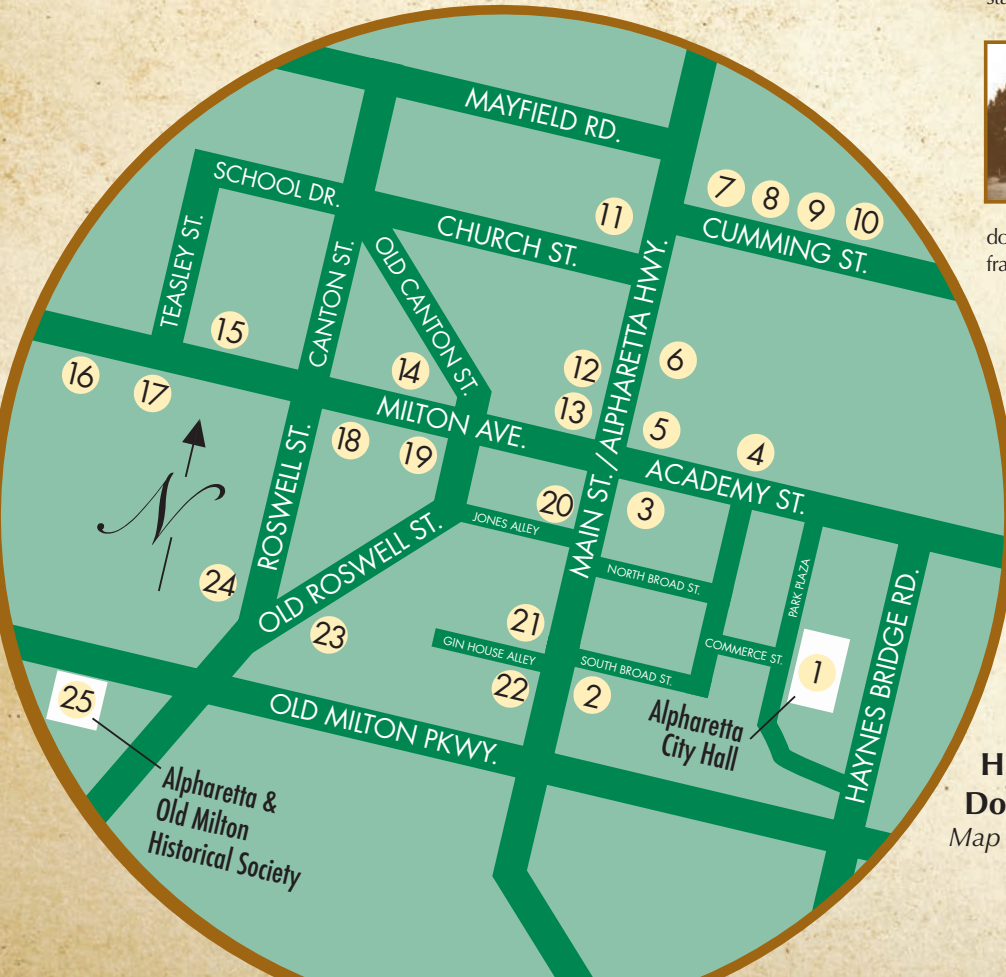 sta
MAYFIELD RD.
SCHOOL DR.
7
8
9
10
11
CHURCH ST.
CUMMING ST.
do
fra
TEASLEY ST.
CANTON ST.
OLD CANTON ST.
MAIN ST. / ALPHARETTA HWY.
15
14
12
6
16
17
13
MILTON AVE.
5
4
18
19
ACADEMY ST.
N
ROSWELL ST.
20
3
JONES ALLEY
OLD ROSWELL ST.
NORTH BROAD ST.
PARK PLAZA
24
23
21
GIN HOUSE ALLEY
COMMERCE ST.
HAYNES BRIDGE RD.
22
SOUTH BROAD ST.
2
1
25
OLD MILTON PKWY.
Alpharetta
City Hall
Alpharetta &
Old Milton
Historical Society
H
Do
Map